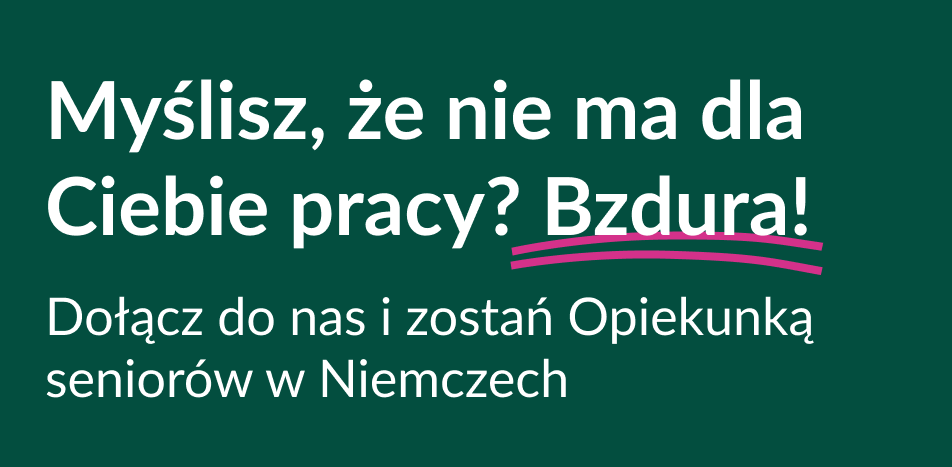 Myślisz, że nie ma dla
Ciebie pracy? Bzdura!
Dołącz do nas i zostań Opiekunką
seniorów w Niemczech